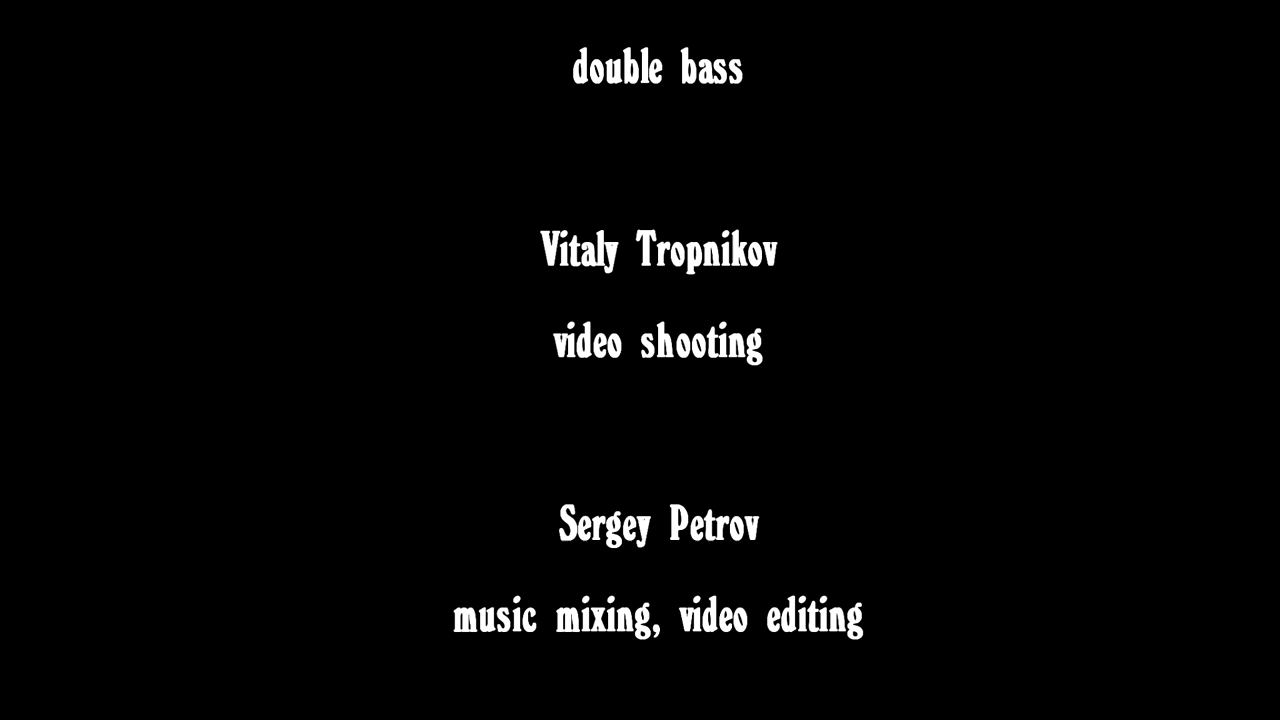 double bass
Vitaly Tropnikov
video shooting
Sergey Petrov
music mixing, video editing